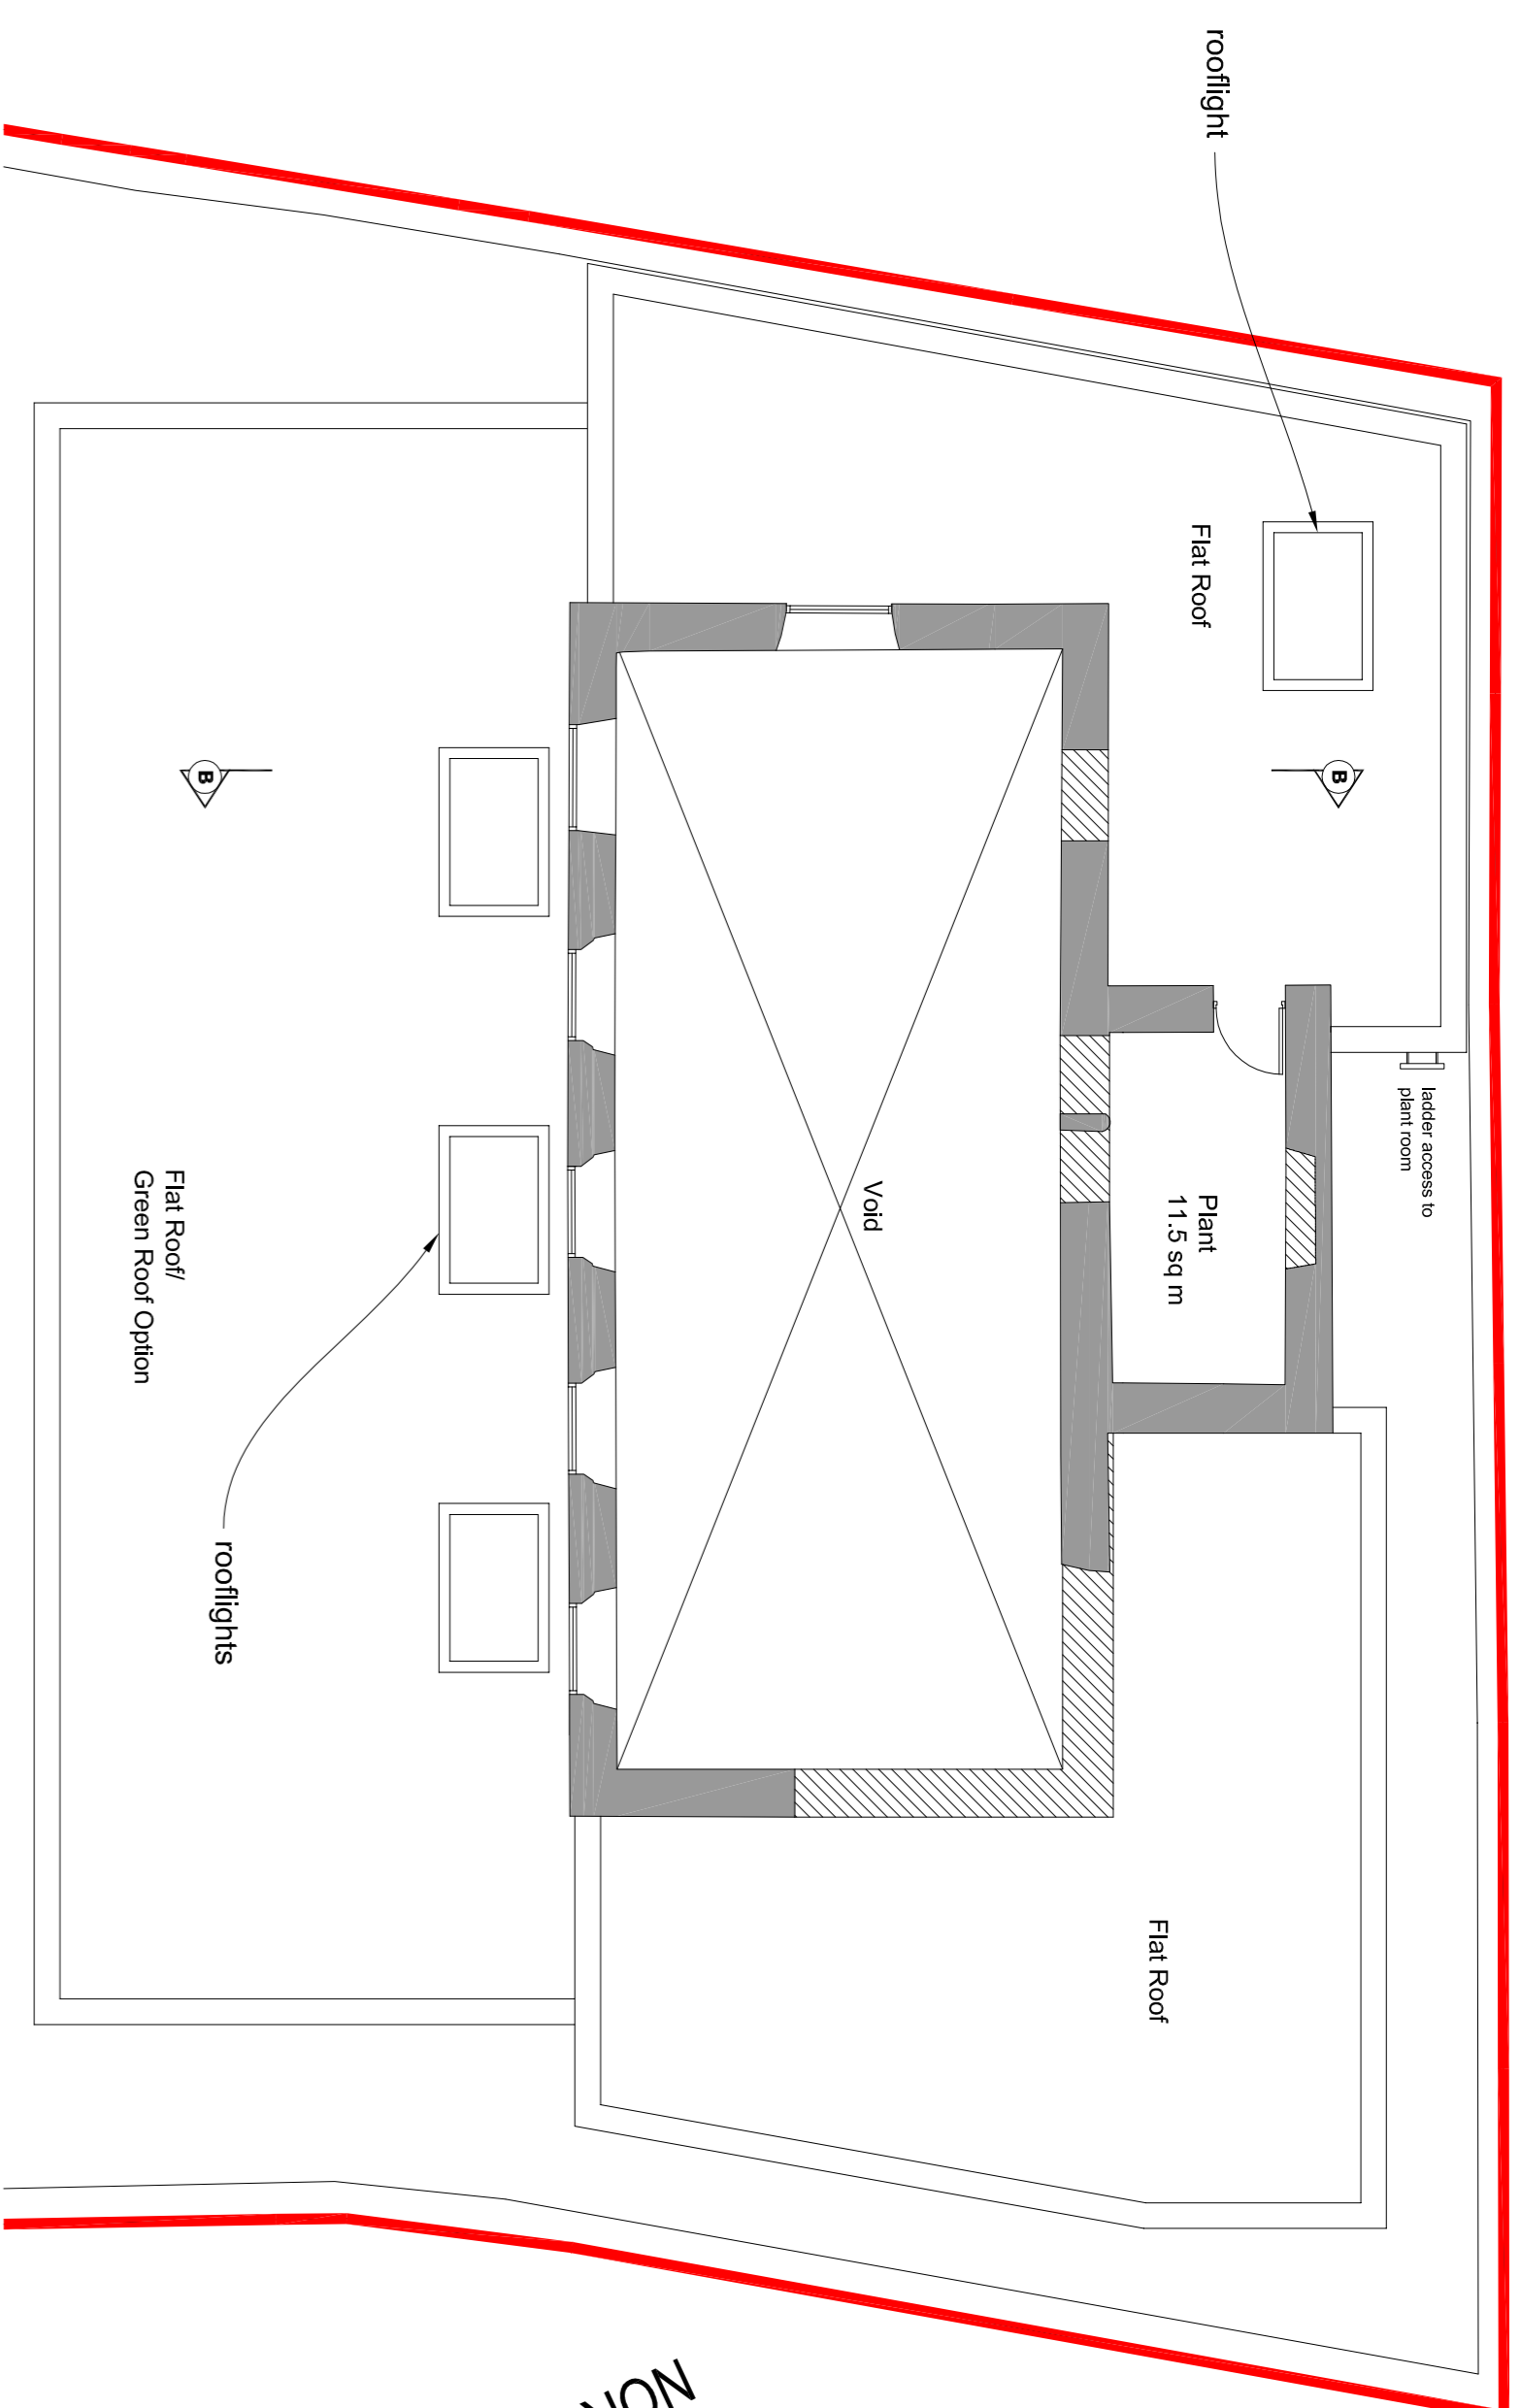 rooflight
Flat Roof
B
B
ladder access to
plant room
Plant
11.5 sq m
Void
Flat Roof/
Green Roof Option
rooflights
Flat Roof